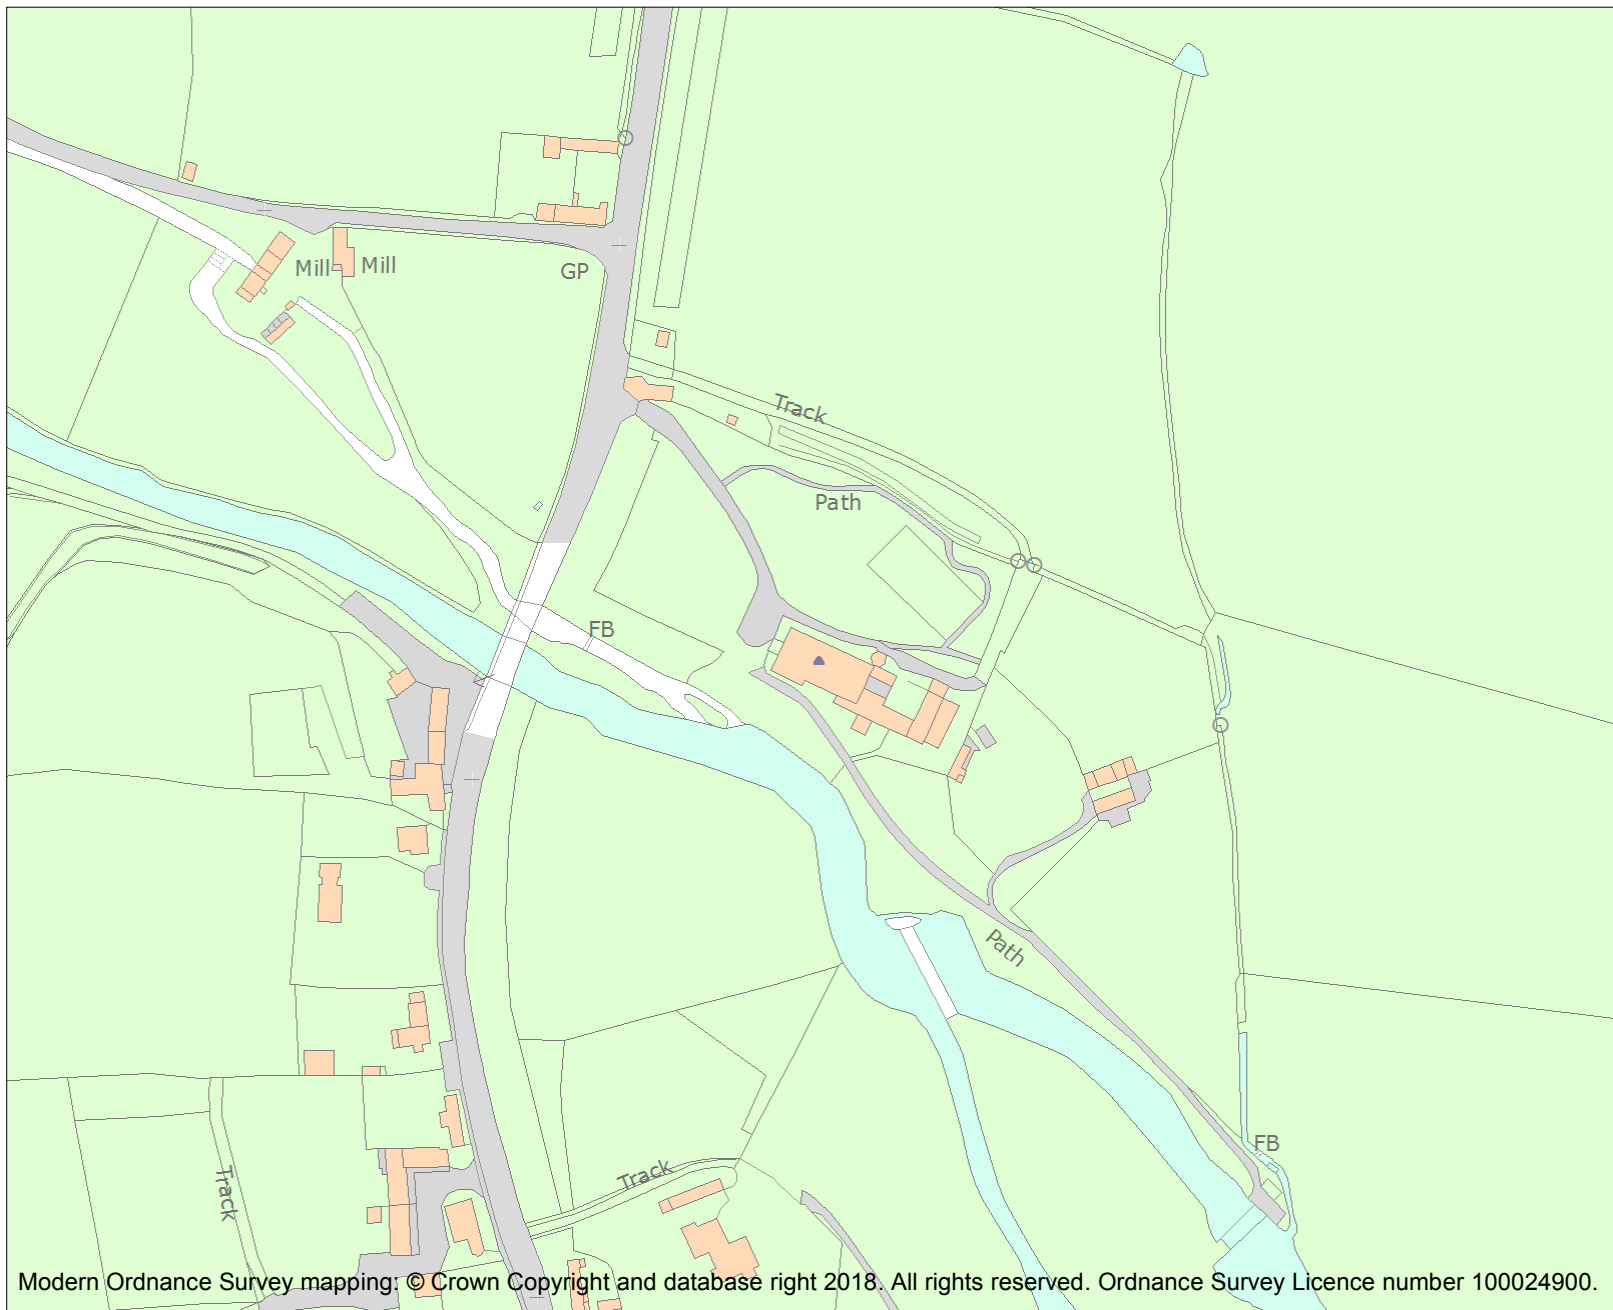 Mill
Mill
GP
Track
Path
FB
Path
FB
Track
Track
Modern Ordnance Survey mapping: © Crown Copyright and database right 2018. All rights reserved. Ordnance Survey Licence number 100024900.